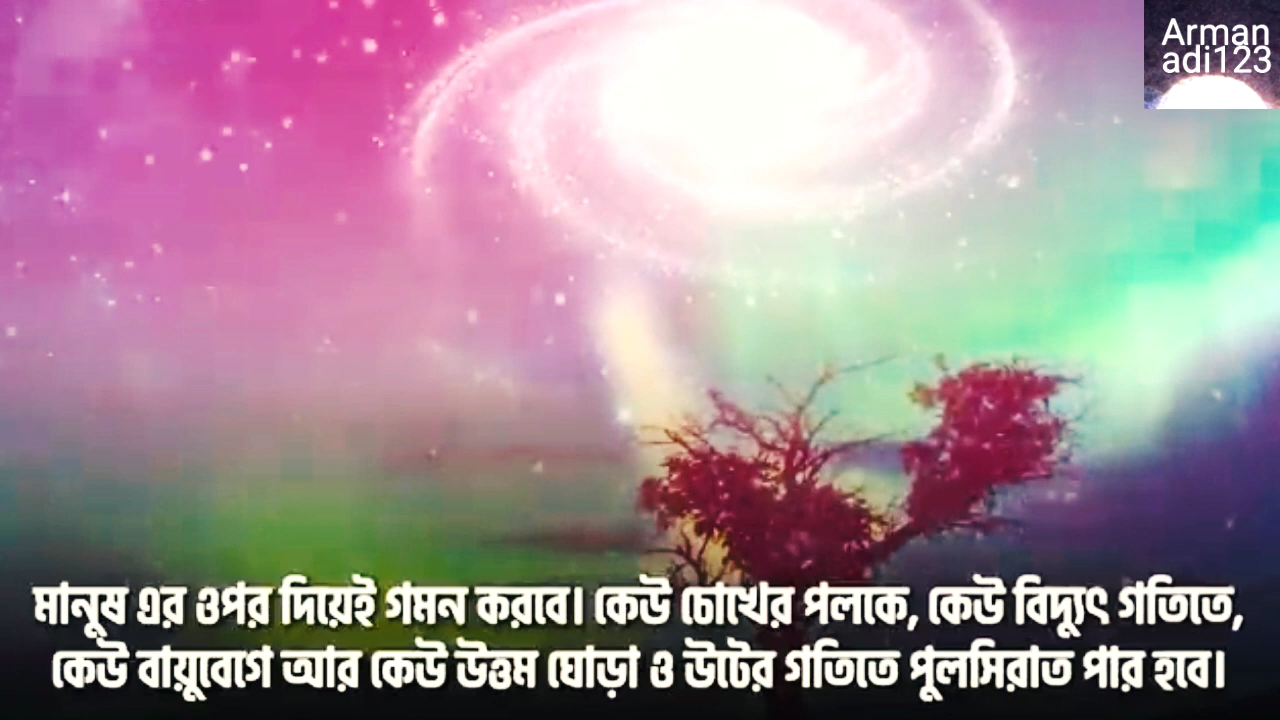 Arman
adi123
মানুষ এর ওপর দিয়েই গমন করবে। কেউ চোখের পলকে, কেউ বিদ্যুৎ গতিতে,
কেউ বায়ুবেগে আর কেউ উত্তম ঘোড়া ও উটের গতিতে পুলসিরাত পার হবে।